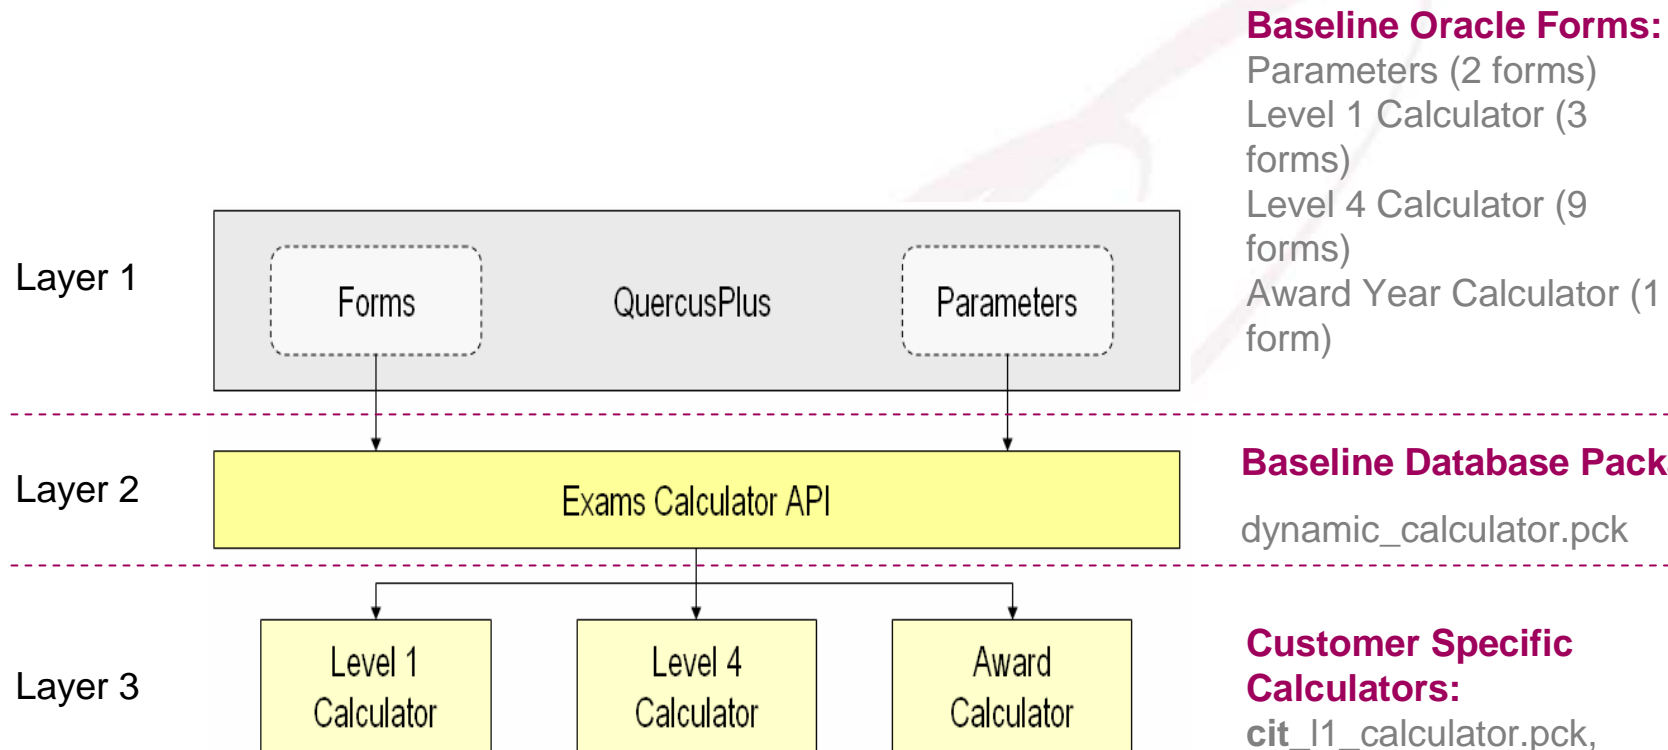 Baseline Oracle Forms:
Parameters (2 forms)
Level 1 Calculator (3
forms)
Level 4 Calculator (9
forms)
Award Year Calculator (1
form)
Layer 1
Forms
QuercusPlus
Parameters
Layer 2
Exams Calculator API
Baseline Database
dynamic_calculator.pck
Layer 3
Level 1
Calculator
Level 4
Calculator
Award
Calculator
Customer Specific
Calculators:
cit_l1_calculator.pck,